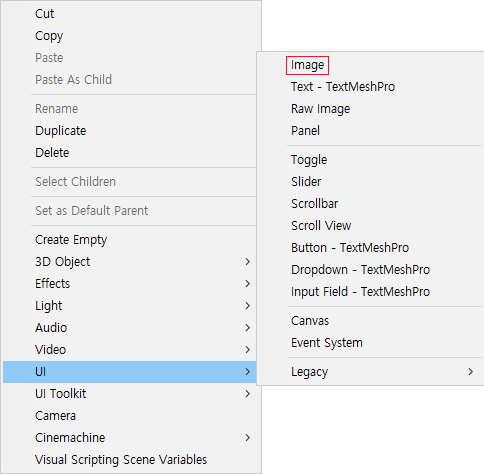 Cut
Copy
Paste
Paste As Child
Rename
Duplicate
Delete
Select Children
Set as Default Parent
Create Empty
3D Object
Effects
Light
Audio
Video
UI
UI Toolkit
Camera
Cinemachine
Visual Scripting Scene Variables
Image
Text - TextMeshPro
Raw Image
Panel
Toggle
Slider
Scrollbar
Scroll View
Button - TextMeshPro
Dropdown - TextMeshPro
Input Field - TextMeshPro
Canvas
Event System
Legacy